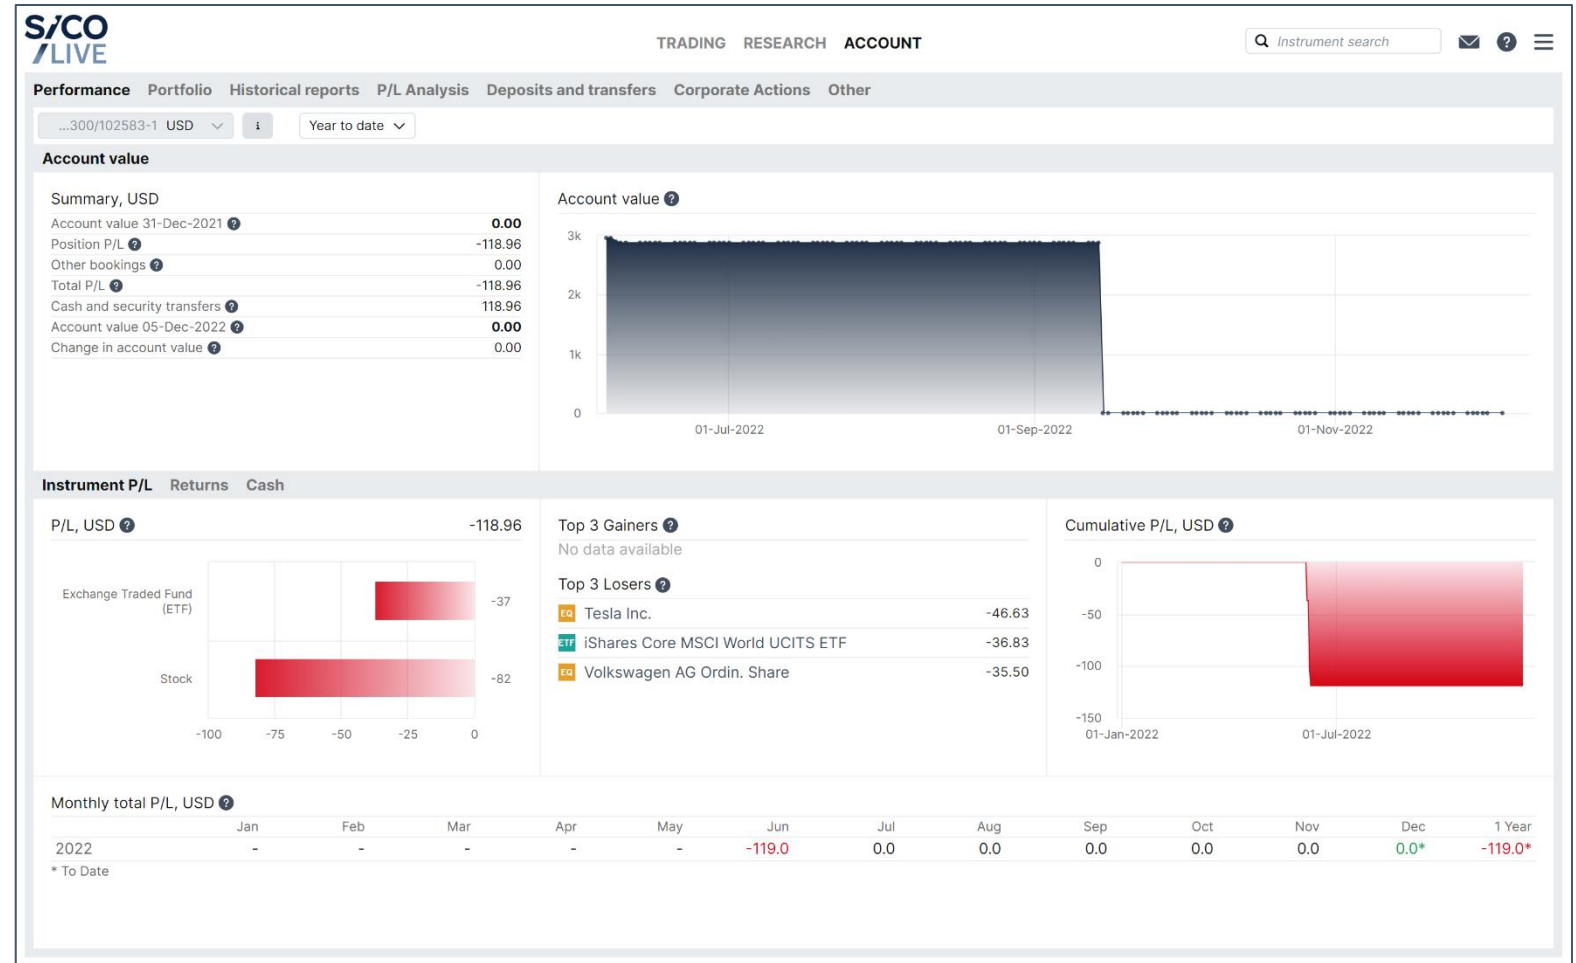 S/CO
/LIVE
TRADING RESEARCH ACCOUNT
Instrument search
Performance Portfolio Historical reports P/L Analysis Deposits and transfers Corporate Actions Other
...300/102583-1 USD
i
Year to date
Account value
Summary, USD
Account value 31-Dec-2021 ? 0.00
Position P/L ? -118.96
Other bookings ? 0.00
Total P/L ? -118.96
Cash and security transfers ? 118.96
Account value 05-Dec-2022 ? 0.00
Change in account value ? 0.00
Account value ?
3k
2k
1k
0
01-Jul-2022 01-Sep-2022 01-Nov-2022
Instrument P/L Returns Cash
P/L, USD ? -118.96
Exchange Traded Fund
(ETF)
-37
Stock
-82
-100 -75 -50 -25 0
Top 3 Gainers ?
No data available
Top 3 Losers ?
EQ Tesla Inc. -46.63
ETF iShares Core MSCI World UCITS ETF -36.83
EQ Volkswagen AG Ordin. Share -35.50
Cumulative P/L, USD ?
0
-50
-100
-150
01-Jan-2022 01-Jul-2022
Monthly total P/L, USD ?
Jan Feb Mar Apr May Jun Jul Aug Sep Oct Nov Dec 1 Year
2022 - - - - - -119.0 0.0 0.0 0.0 0.0 0.0 0.0* -119.0*
* To Date